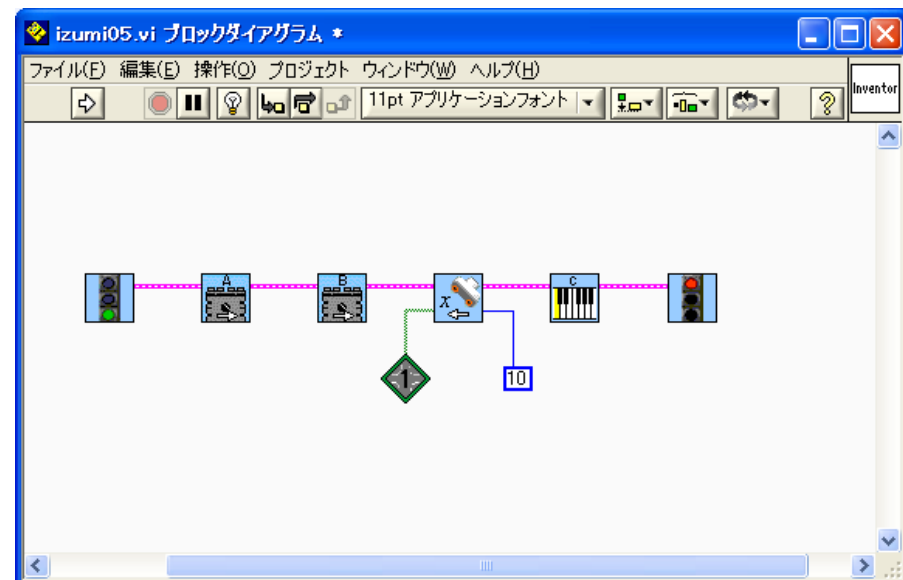 izumi05.vi ブロックダイアグラム *
ファイル(F) 編集(E) 操作(O) プロジェクト ウィンドウ(W) ヘルプ(H)
11pt アプリケーションフォント
?
Inventor
A
B
x
C
1
10